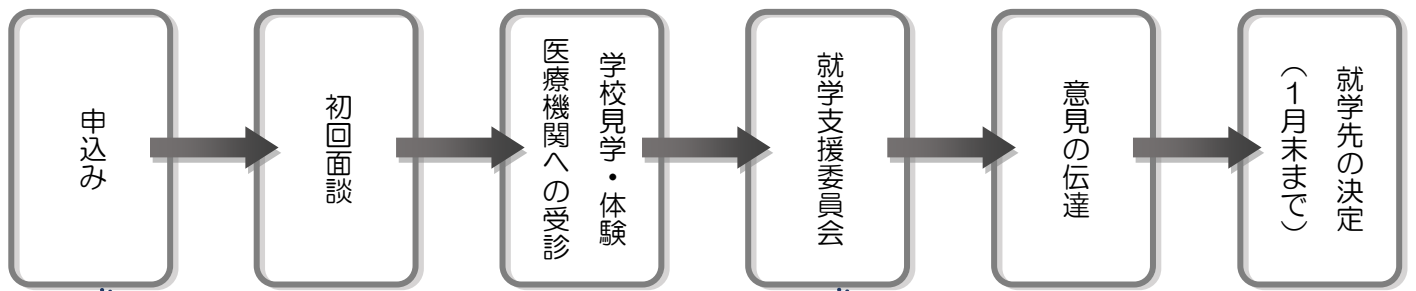 申込み
初回面談
学校見学・体験
医療機関への受診
就学支援委員会
意見の伝達
就学先の決定
（１月末まで）